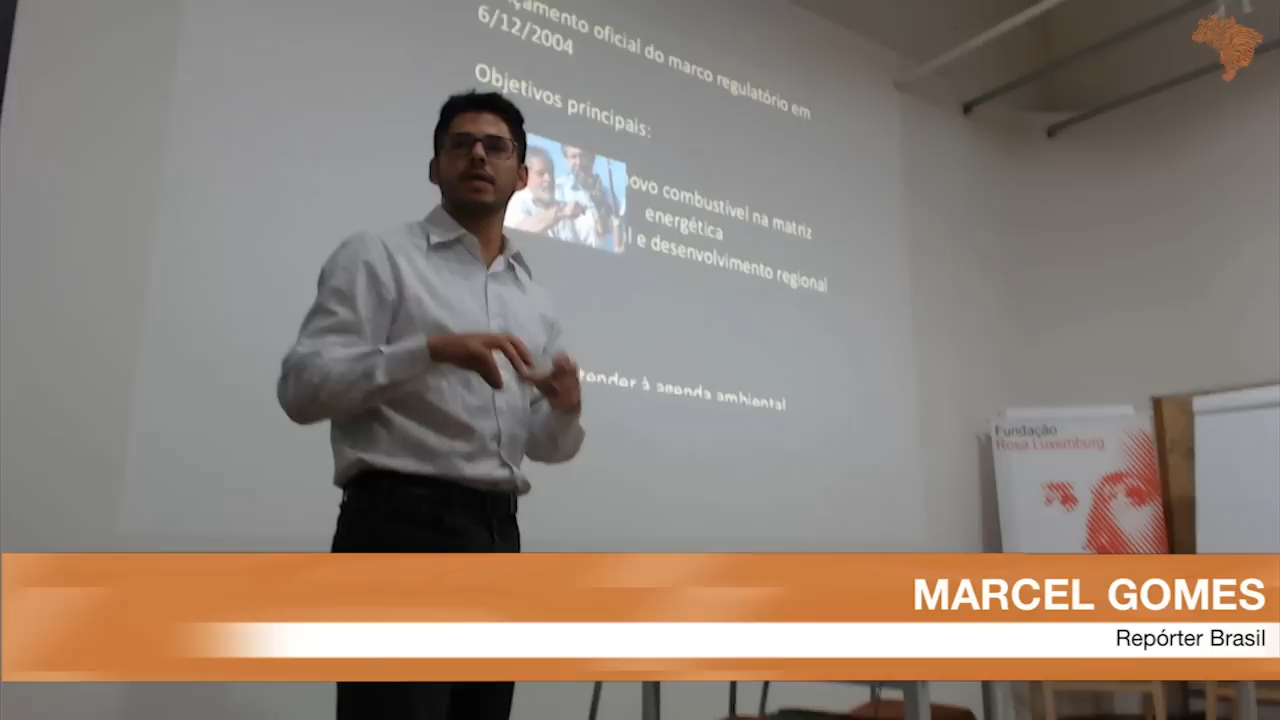 çamento oficial do marco regulatório em
6/12/2004
Objetivos principais:
ovo combustível na matriz
energética
l e desenvolvimento regional
tender à agenda ambiental
Fundação
Rosa Luxemburg
MARCEL GOMES
Repórter Brasil